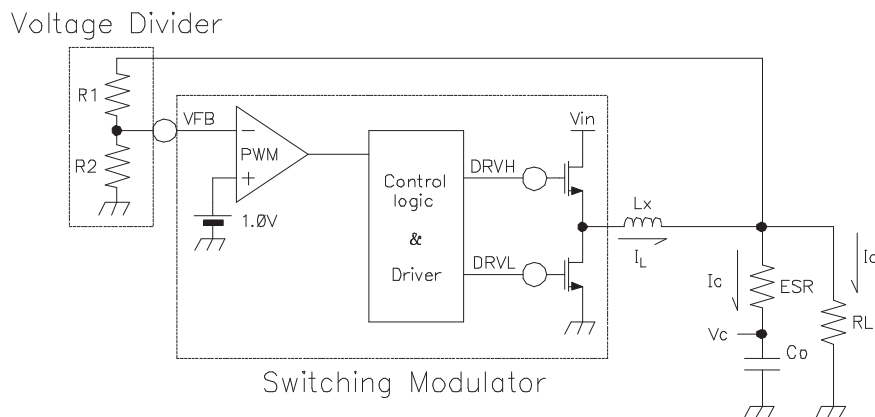 Voltage Divider
R1
R2
VFB
PWM
1.0V
Control
logic
&
Driver
DRVH
DRVL
Vin
Lx
IL
Ic
ESR
Vc
Co
RL
Switching Modulator